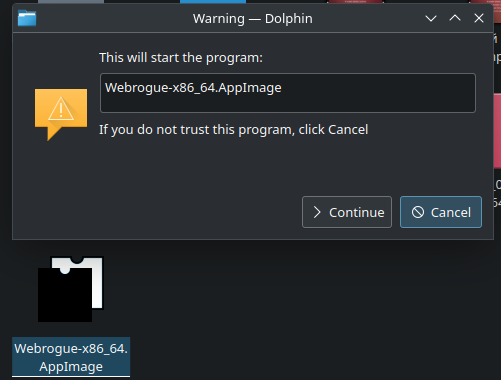 Warning — Dolphin
This will start the program:
Webrogue-x86_64.AppImage
If you do not trust this program, click Cancel
Continue
Cancel
Webrogue-x86_64.
AppImage